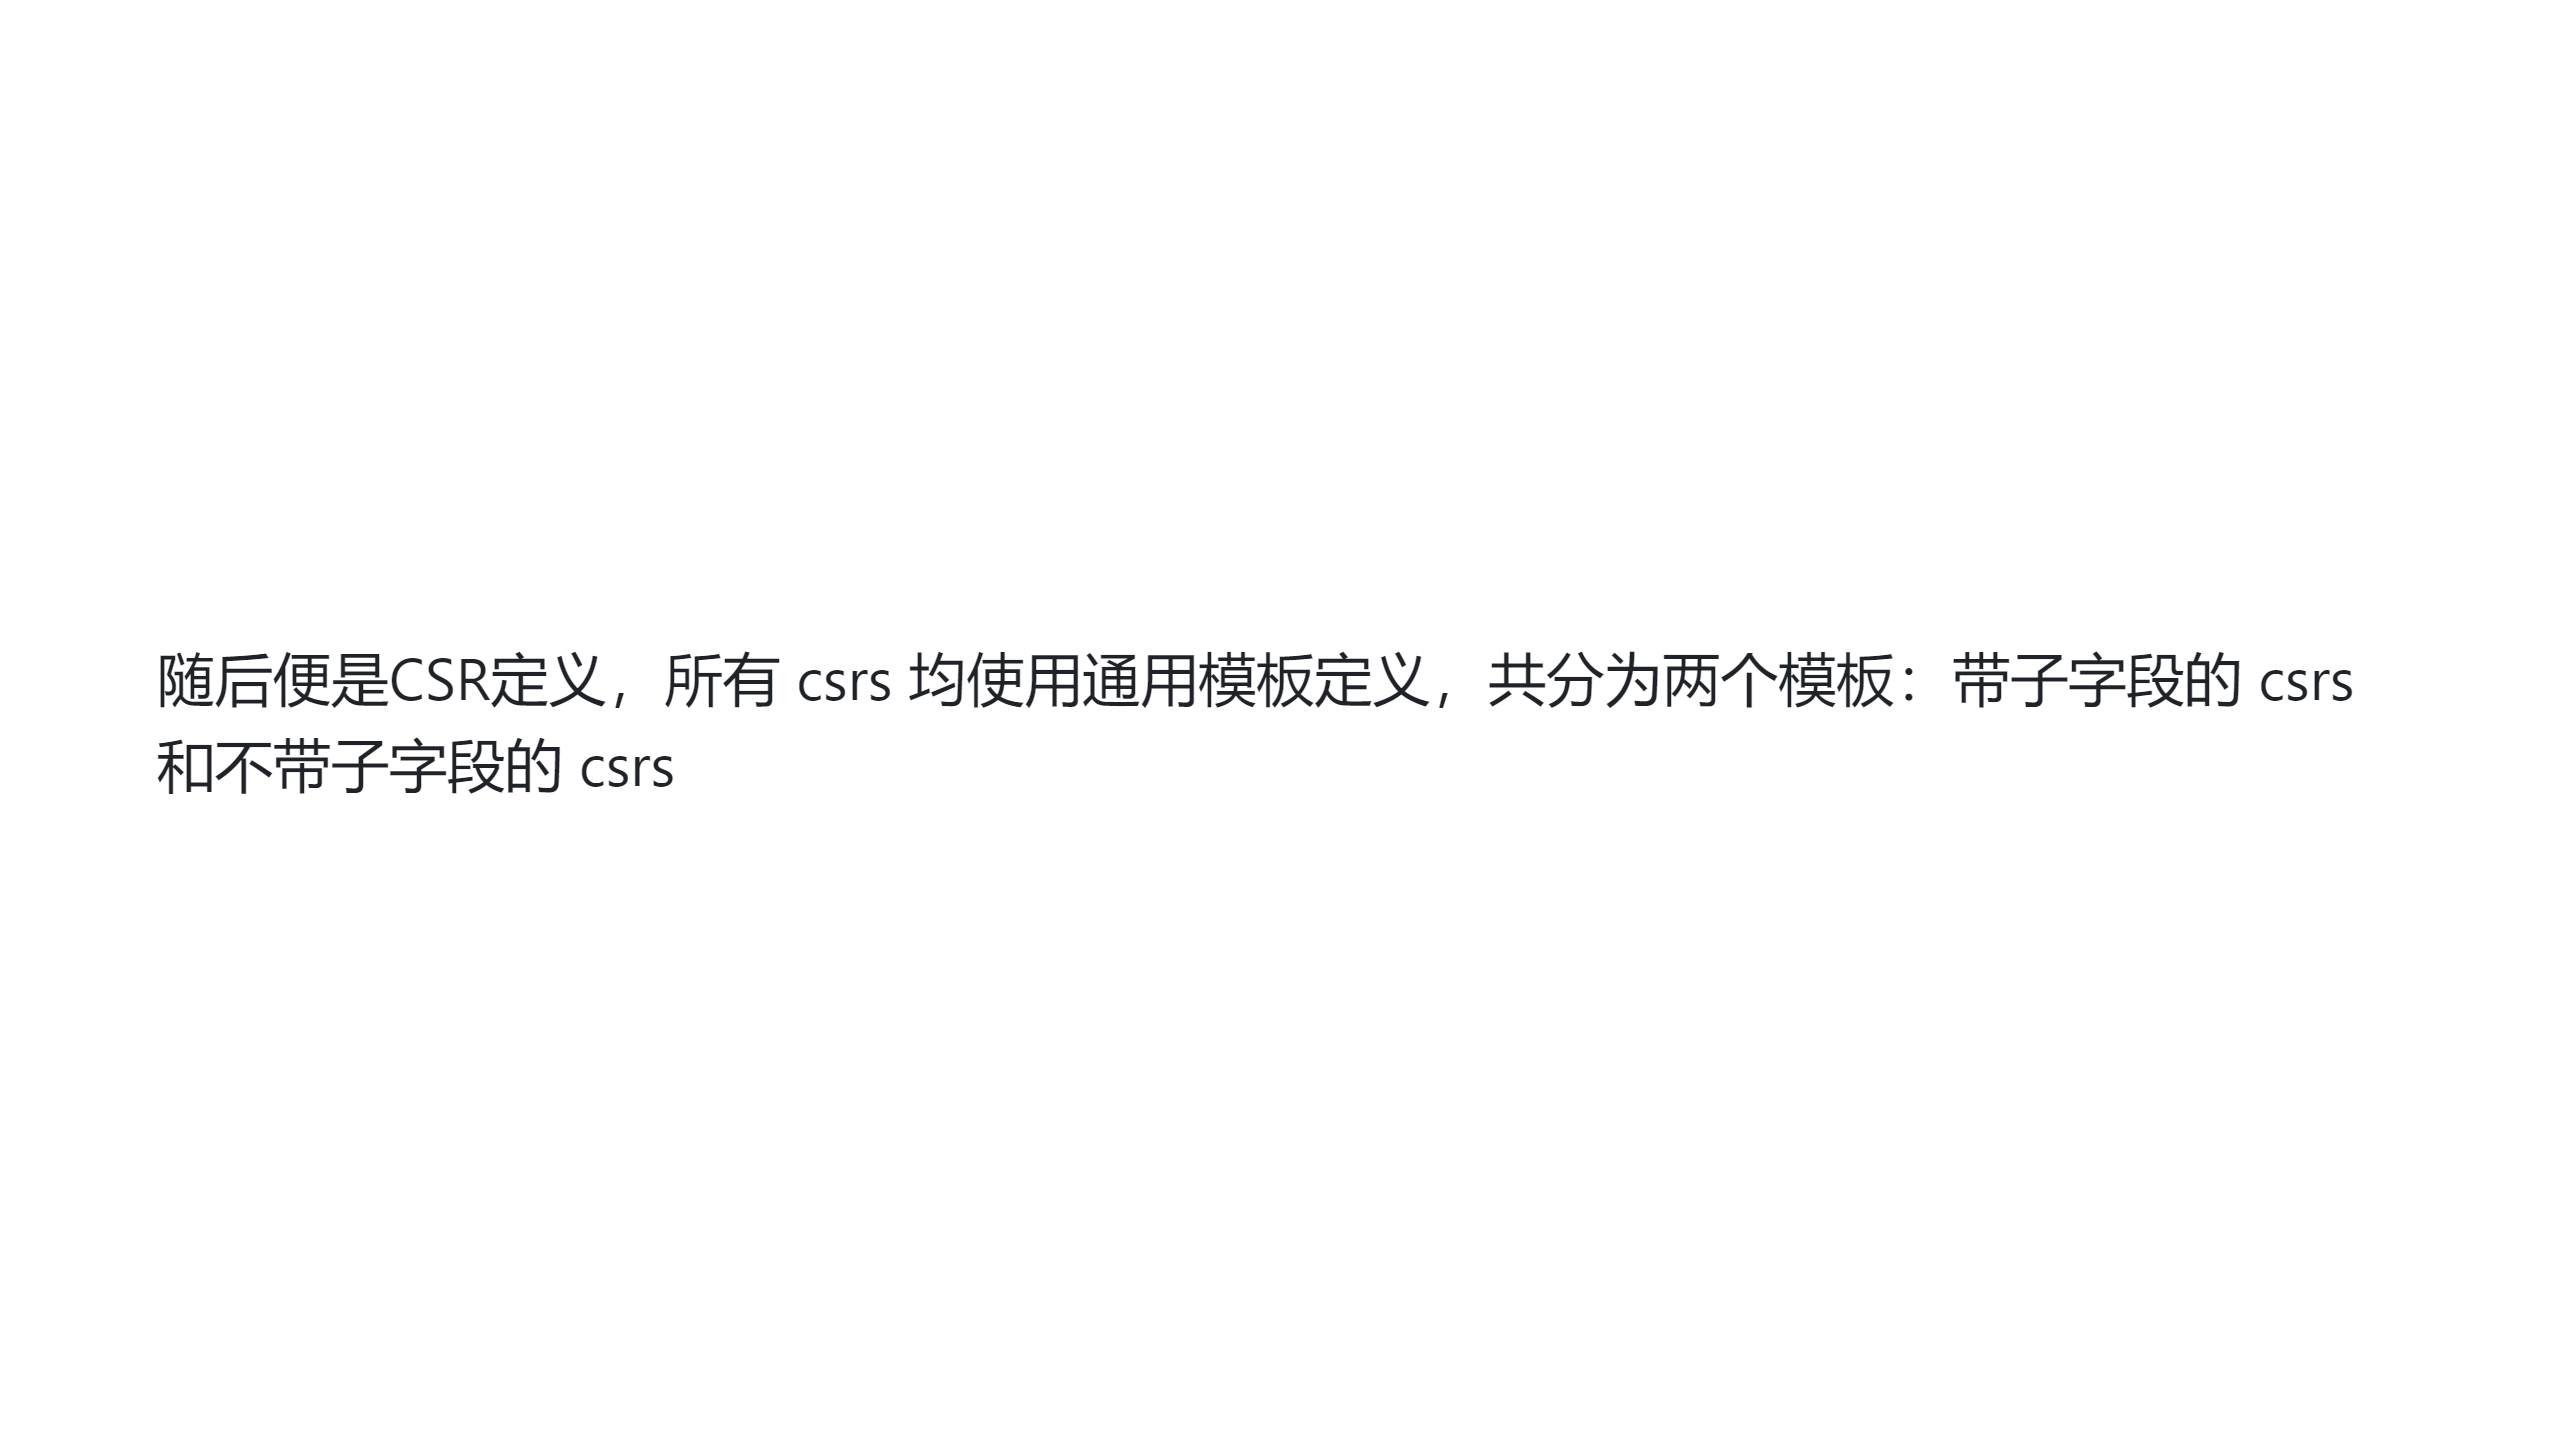 随后便是CSR定义，所有 csrs 均使用通用模板定义，共分为两个模板：带子字段的 csrs
和不带子字段的 csrs